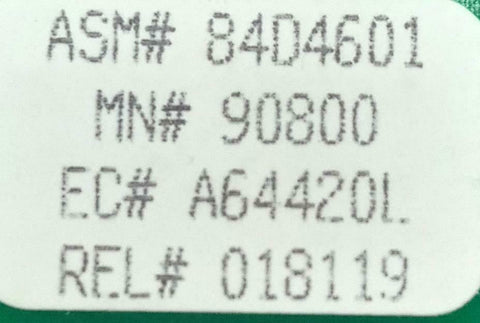 ASM# 84D4601
MN# 90800
EC# A64420L
REL# 018119